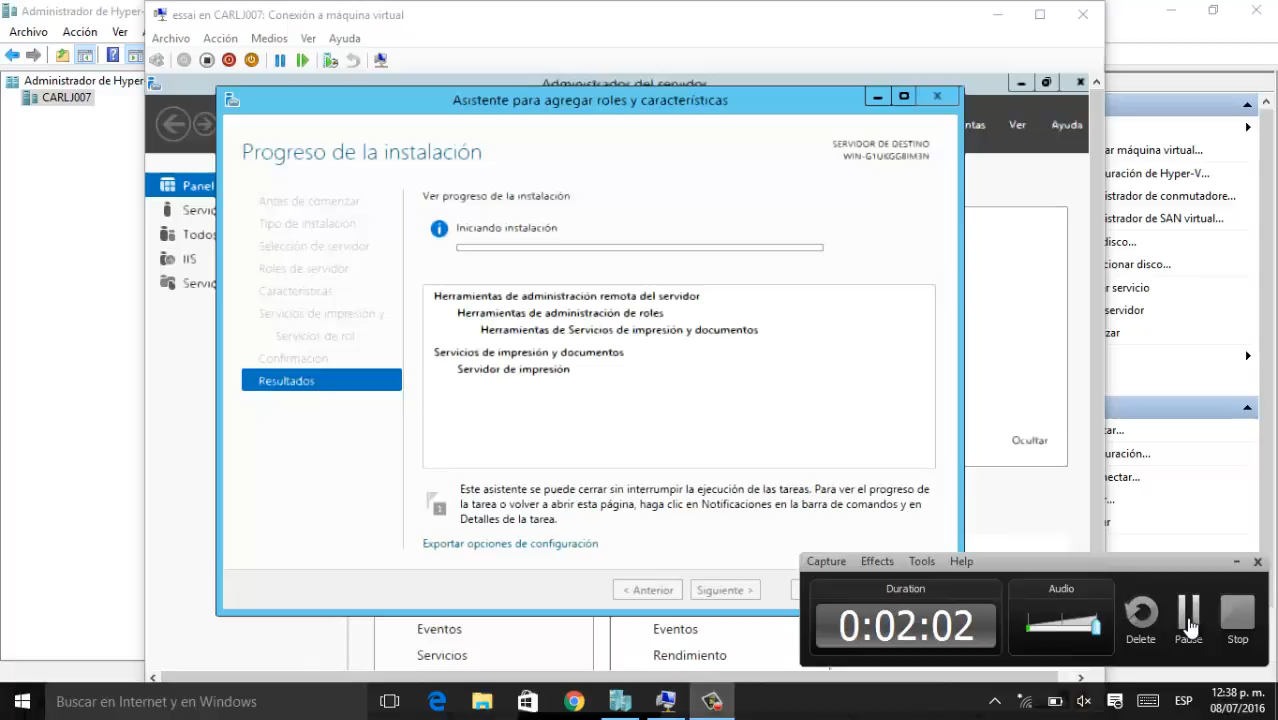 Administrador de Hyper-V
Archivo Acción Ver
Administrador de Hyper-
CARLJ007
essai en CARLJ007: Conexión a máquina virtual
Archivo Acción Medios Ver Ayuda
Administrador del servidor
ntas Ver Ayuda
Panel
Servic
Todos
IIS
Servic
Asistente para agregar roles y características
Progreso de la instalación
SERVIDOR DE DESTINO
WIN-G1UKGG8IM3N
Antes de comenzar
Tipo de instalación
Selección de servidor
Roles de servidor
Características
Servicios de impresión y
Servicios de rol
Confirmación
Resultados
Ver progreso de la instalación
Iniciando instalación
Herramientas de administración remota del servidor
Herramientas de administración de roles
Herramientas de Servicios de impresión y documentos
Servicios de impresión y documentos
Servidor de impresión
Este asistente se puede cerrar sin interrumpir la ejecución de las tareas. Para ver el progreso de
la tarea o volver a abrir esta página, haga clic en Notificaciones en la barra de comandos y en
Detalles de la tarea.
Exportar opciones de configuración
< Anterior Siguiente >
Ocultar
Eventos
Servicios
Eventos
Rendimiento
ar máquina virtual...
uración de Hyper-V...
istrador de conmutadore...
istrador de SAN virtual...
disco...
cionar disco...
r servicio
ervidor
zar
ar...
uración...
nectar...
r...
ar
Capture Effects Tools Help
Duration
0:02:02
Audio
Delete Pause Stop
Buscar en Internet y en Windows
ESP
12:38 p. m.
08/07/2016